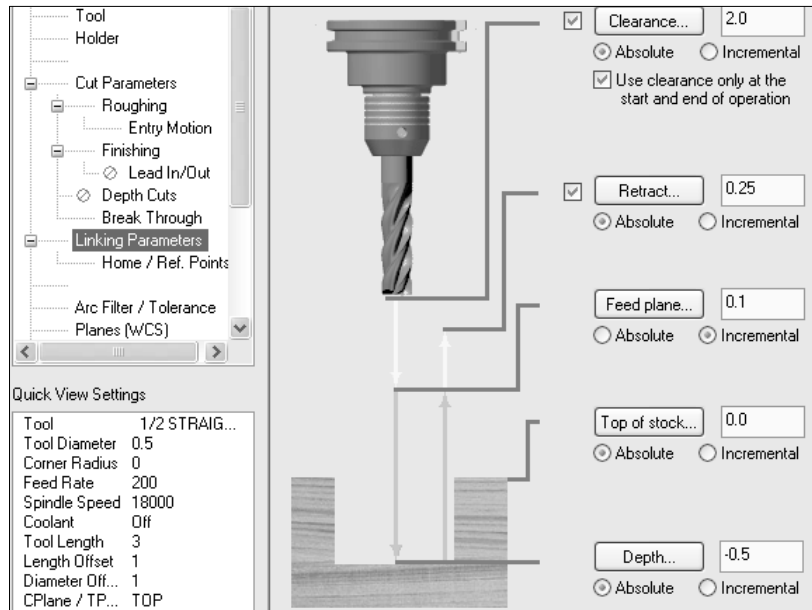 Tool
Holder
Cut Parameters
Roughing
Entry Motion
Finishing
Lead In/Out
Depth Cuts
Break Through
Linking Parameters
Home / Ref. Points
Arc Filter / Tolerance
Planes (WCS)
Quick View Settings
Tool 1/2 STRAIG...
Tool Diameter 0.5
Corner Radius 0
Feed Rate 200
Spindle Speed 18000
Coolant Off
Tool Length 3
Length Offset 1
Diameter Off... 1
CPlane / TP... TOP
Clearance... 2.0
Absolute Incremental
Use clearance only at the
start and end of operation
Retract... 0.25
Absolute Incremental
Feed plane... 0.1
Absolute Incremental
Top of stock... 0.0
Absolute Incremental
Depth... -0.5
Absolute Incremental